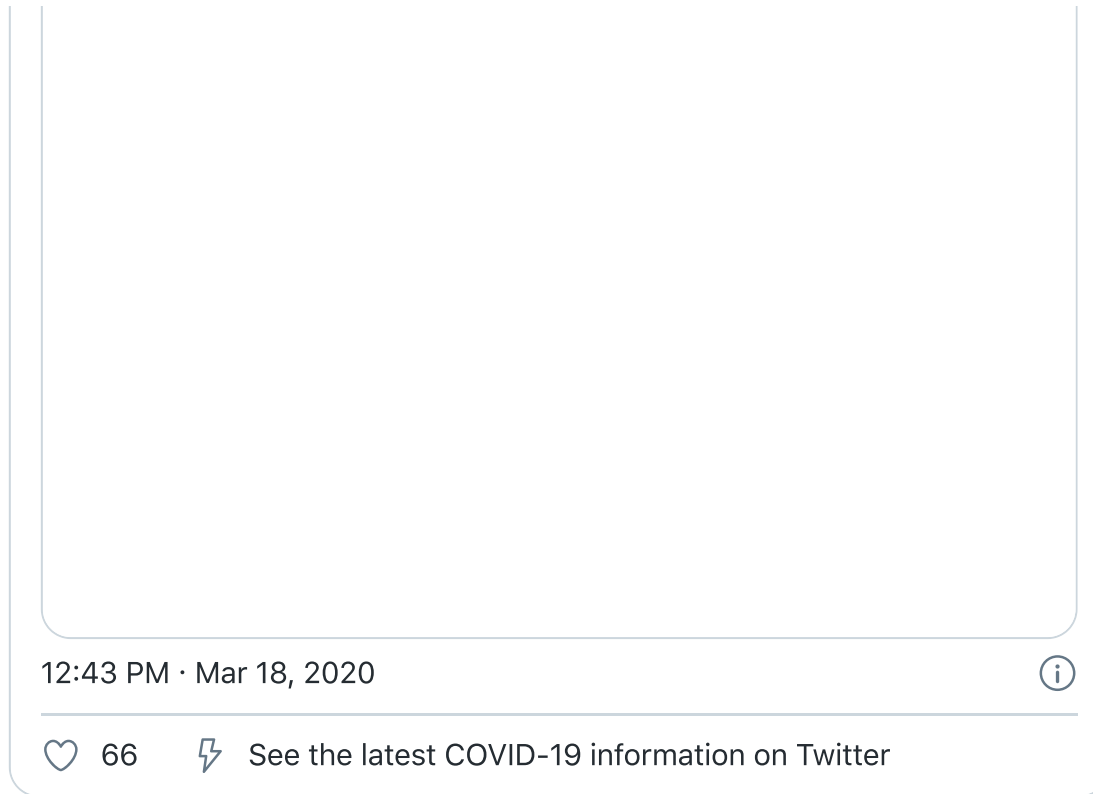 12:43 PM · Mar 18, 2020
66 See the latest COVID-19 information on Twitter